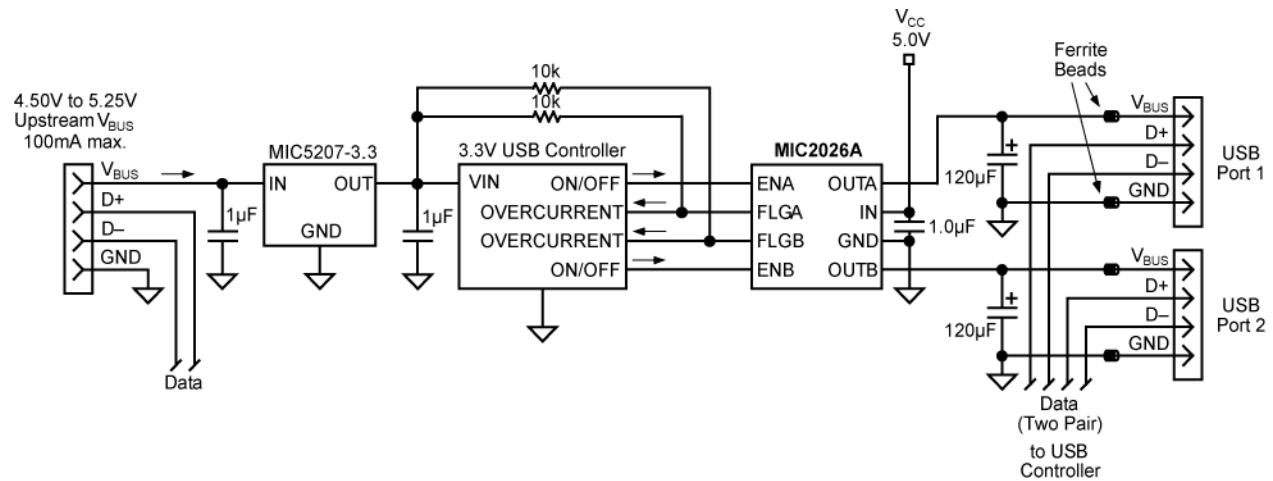 4.50V to 5.25V
Upstream VBUS
100mA max.
VBUS
D+
D–
GND
Data
1µF
MIC5207-3.3
IN
OUT
GND
1µF
10k
10k
3.3V USB Controller
VIN
ON/OFF
OVERCURRENT
OVERCURRENT
ON/OFF
MIC2026A
ENA
OUTA
FLGA
IN
FLGB
GND
ENB
OUTB
VCC
5.0V
1.0µF
120µF
120µF
Ferrite
Beads
VBUS
D+
D–
GND
USB
Port 1
VBUS
D+
D–
GND
USB
Port 2
Data
(Two Pair)
to USB
Controller